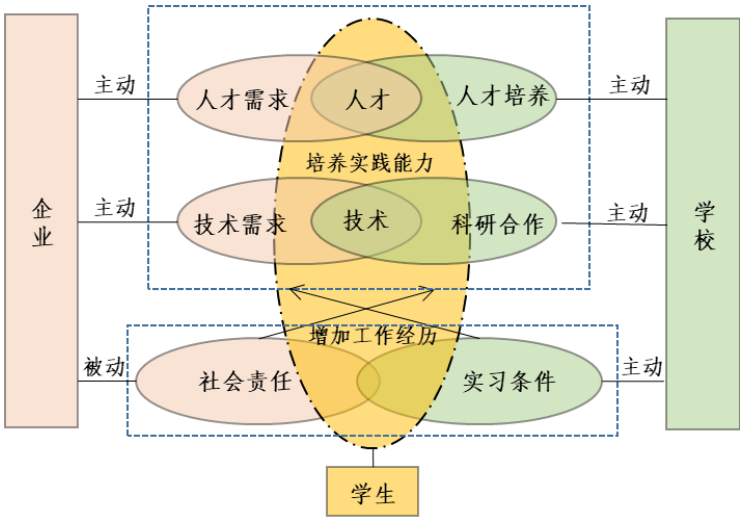 主动
人才需求
人才
人才培养
主动
培养实践能力
企业
主动
技术需求
技术
科研合作
主动
学校
增加工作经历
被动
社会责任
实习条件
主动
学生